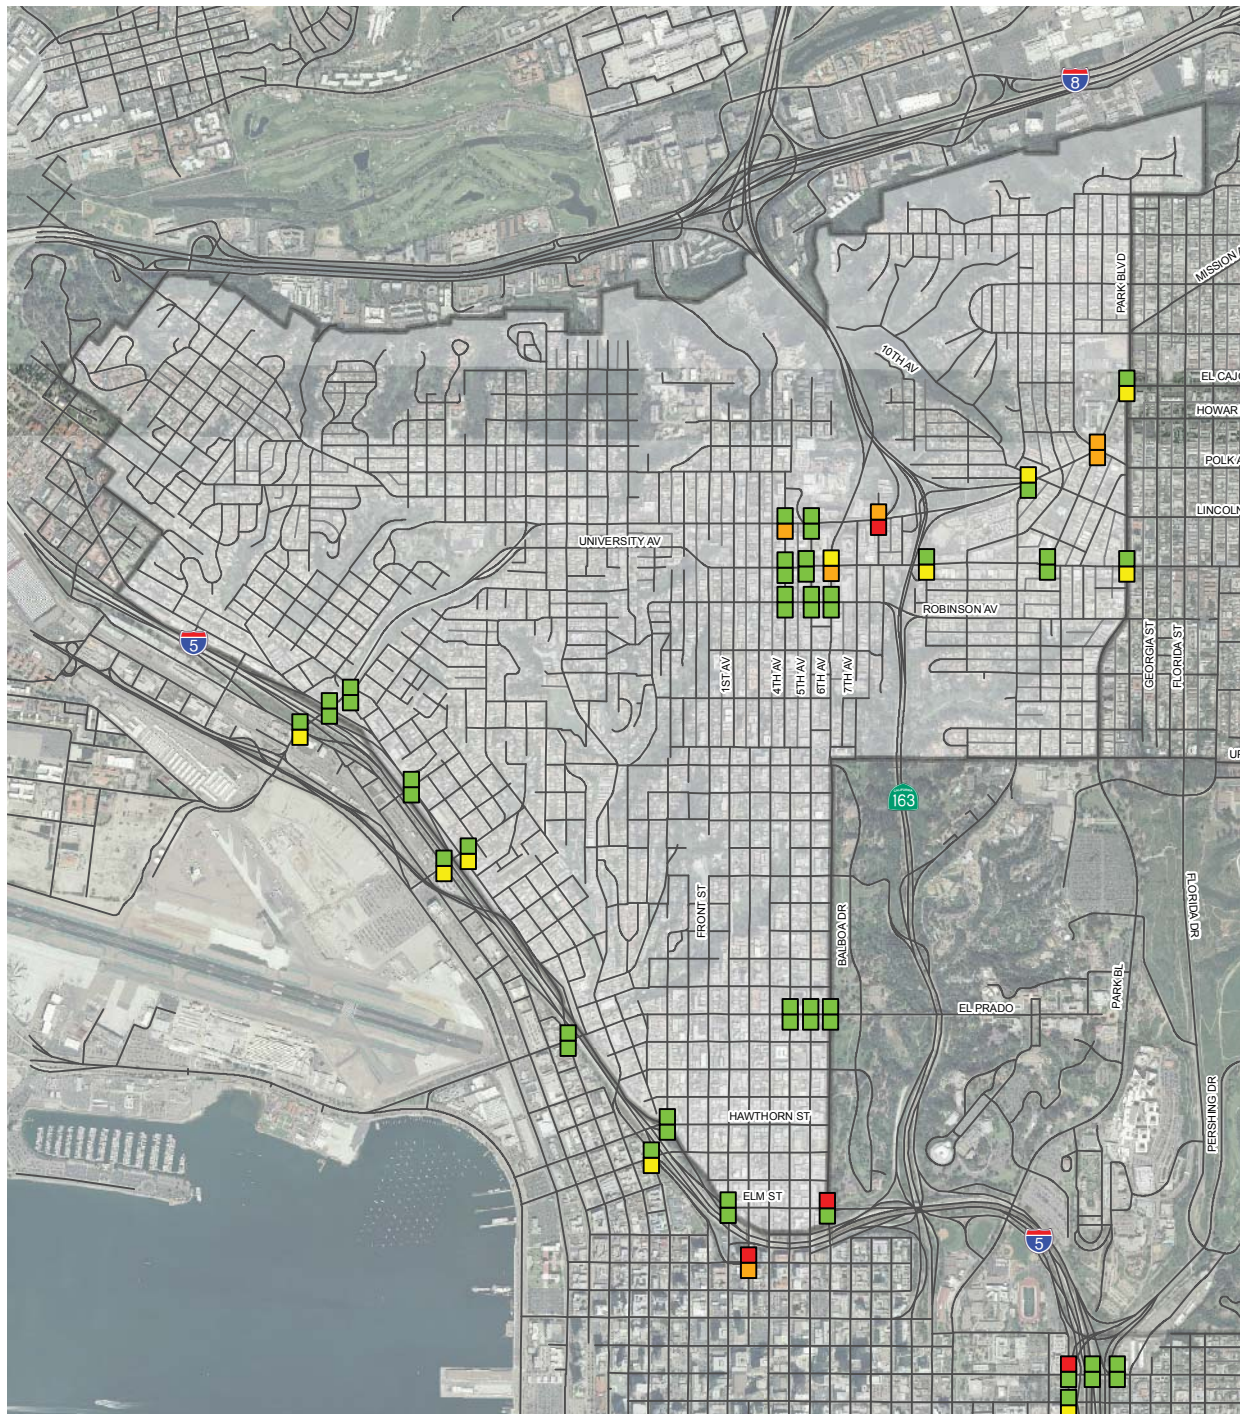 8
PARK BLVD
MISSION A
10TH AV
EL CAJO
HOWAR
POLK A
LINCOLN
UNIVERSITY AV
ROBINSON AV
5
1ST AV
4TH AV
5TH AV
6TH AV
7TH AV
GEORGIA ST
FLORIDA ST
UP
163
FRONT ST
BALBOA DR
FLORIDA DR
PARK BL
EL PRADO
HAWTHORN ST
PERSHING DR
ELM ST
5